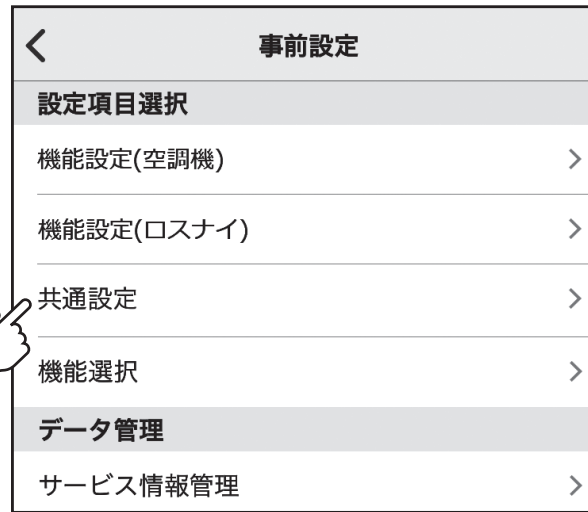 事前設定
設定項目選択
機能設定(空調機)
機能設定(ロスナイ)
共通設定
機能選択
データ管理
サービス情報管理